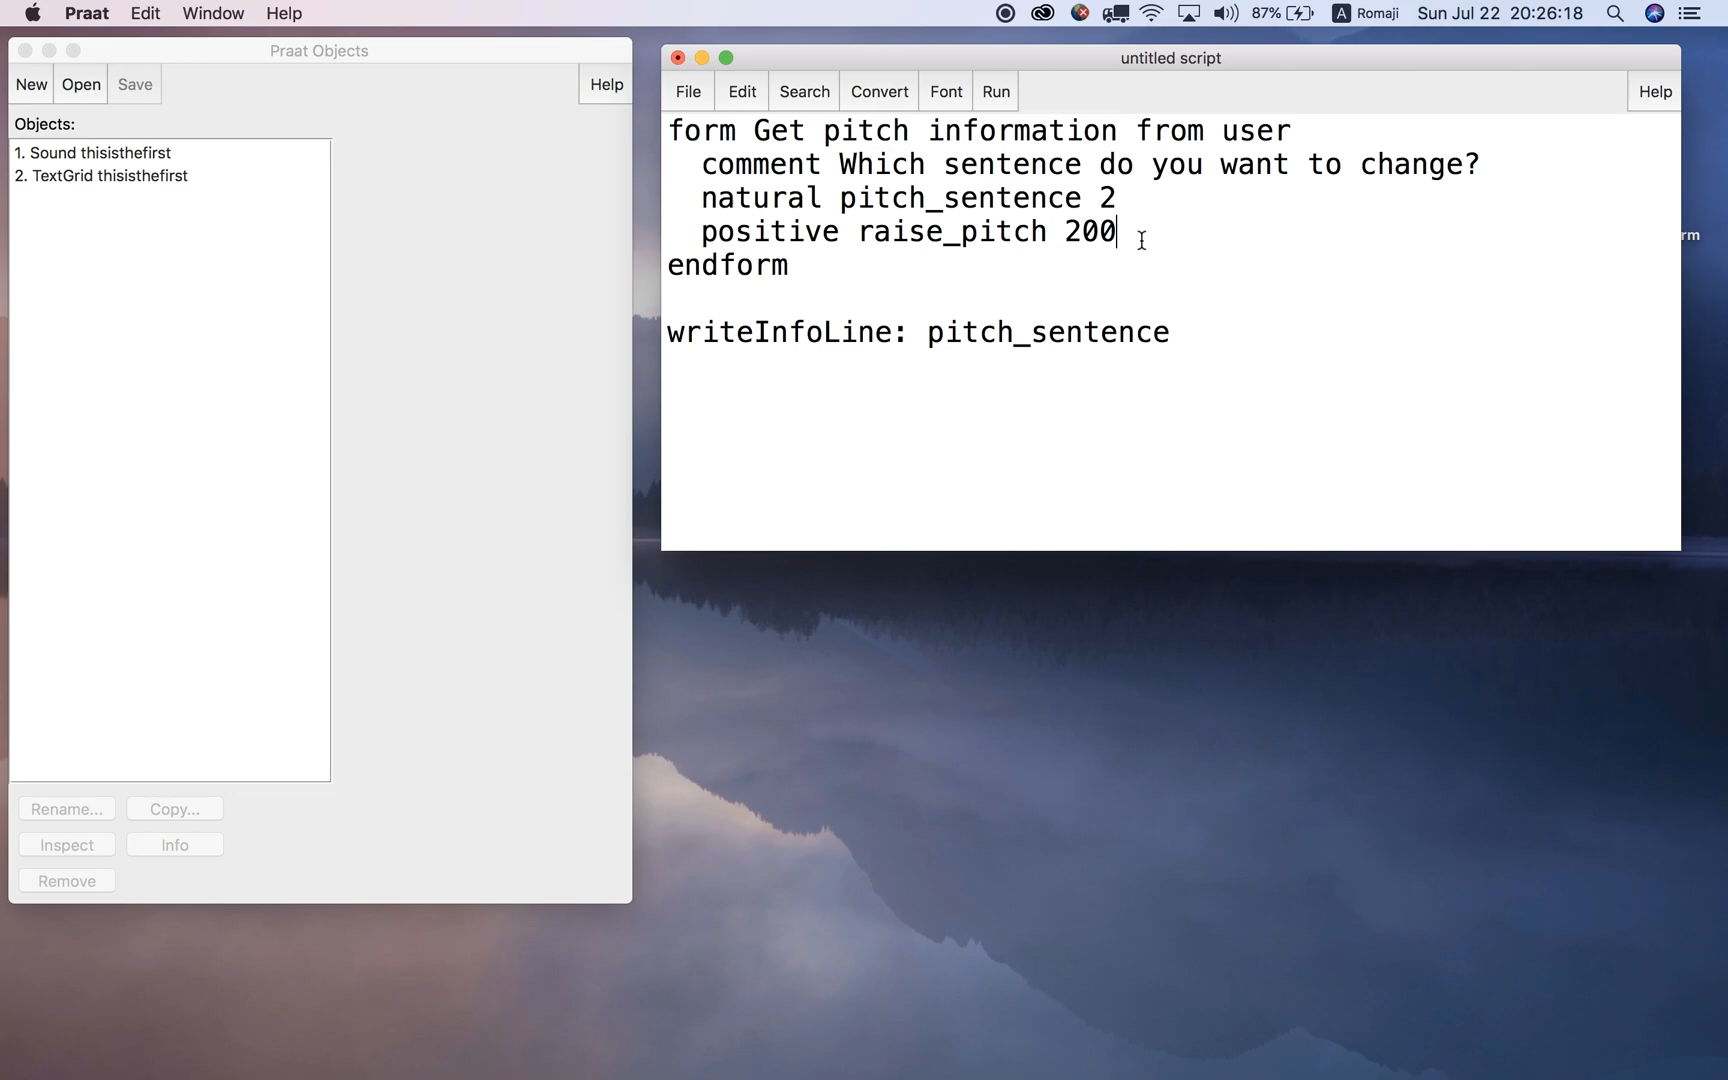 Praat Edit Window Help
87% A Romaji Sun Jul 22 20:26:18
Praat Objects
New Open Save Help
Objects:
1. Sound thisisthefirst
2. TextGrid thisisthefirst
Rename... Copy...
Inspect Info
Remove
untitled script
File Edit Search Convert Font Run Help
form Get pitch information from user
comment Which sentence do you want to change?
natural pitch_sentence 2
positive raise_pitch 200
endform
writeInfoLine: pitch_sentence
rm